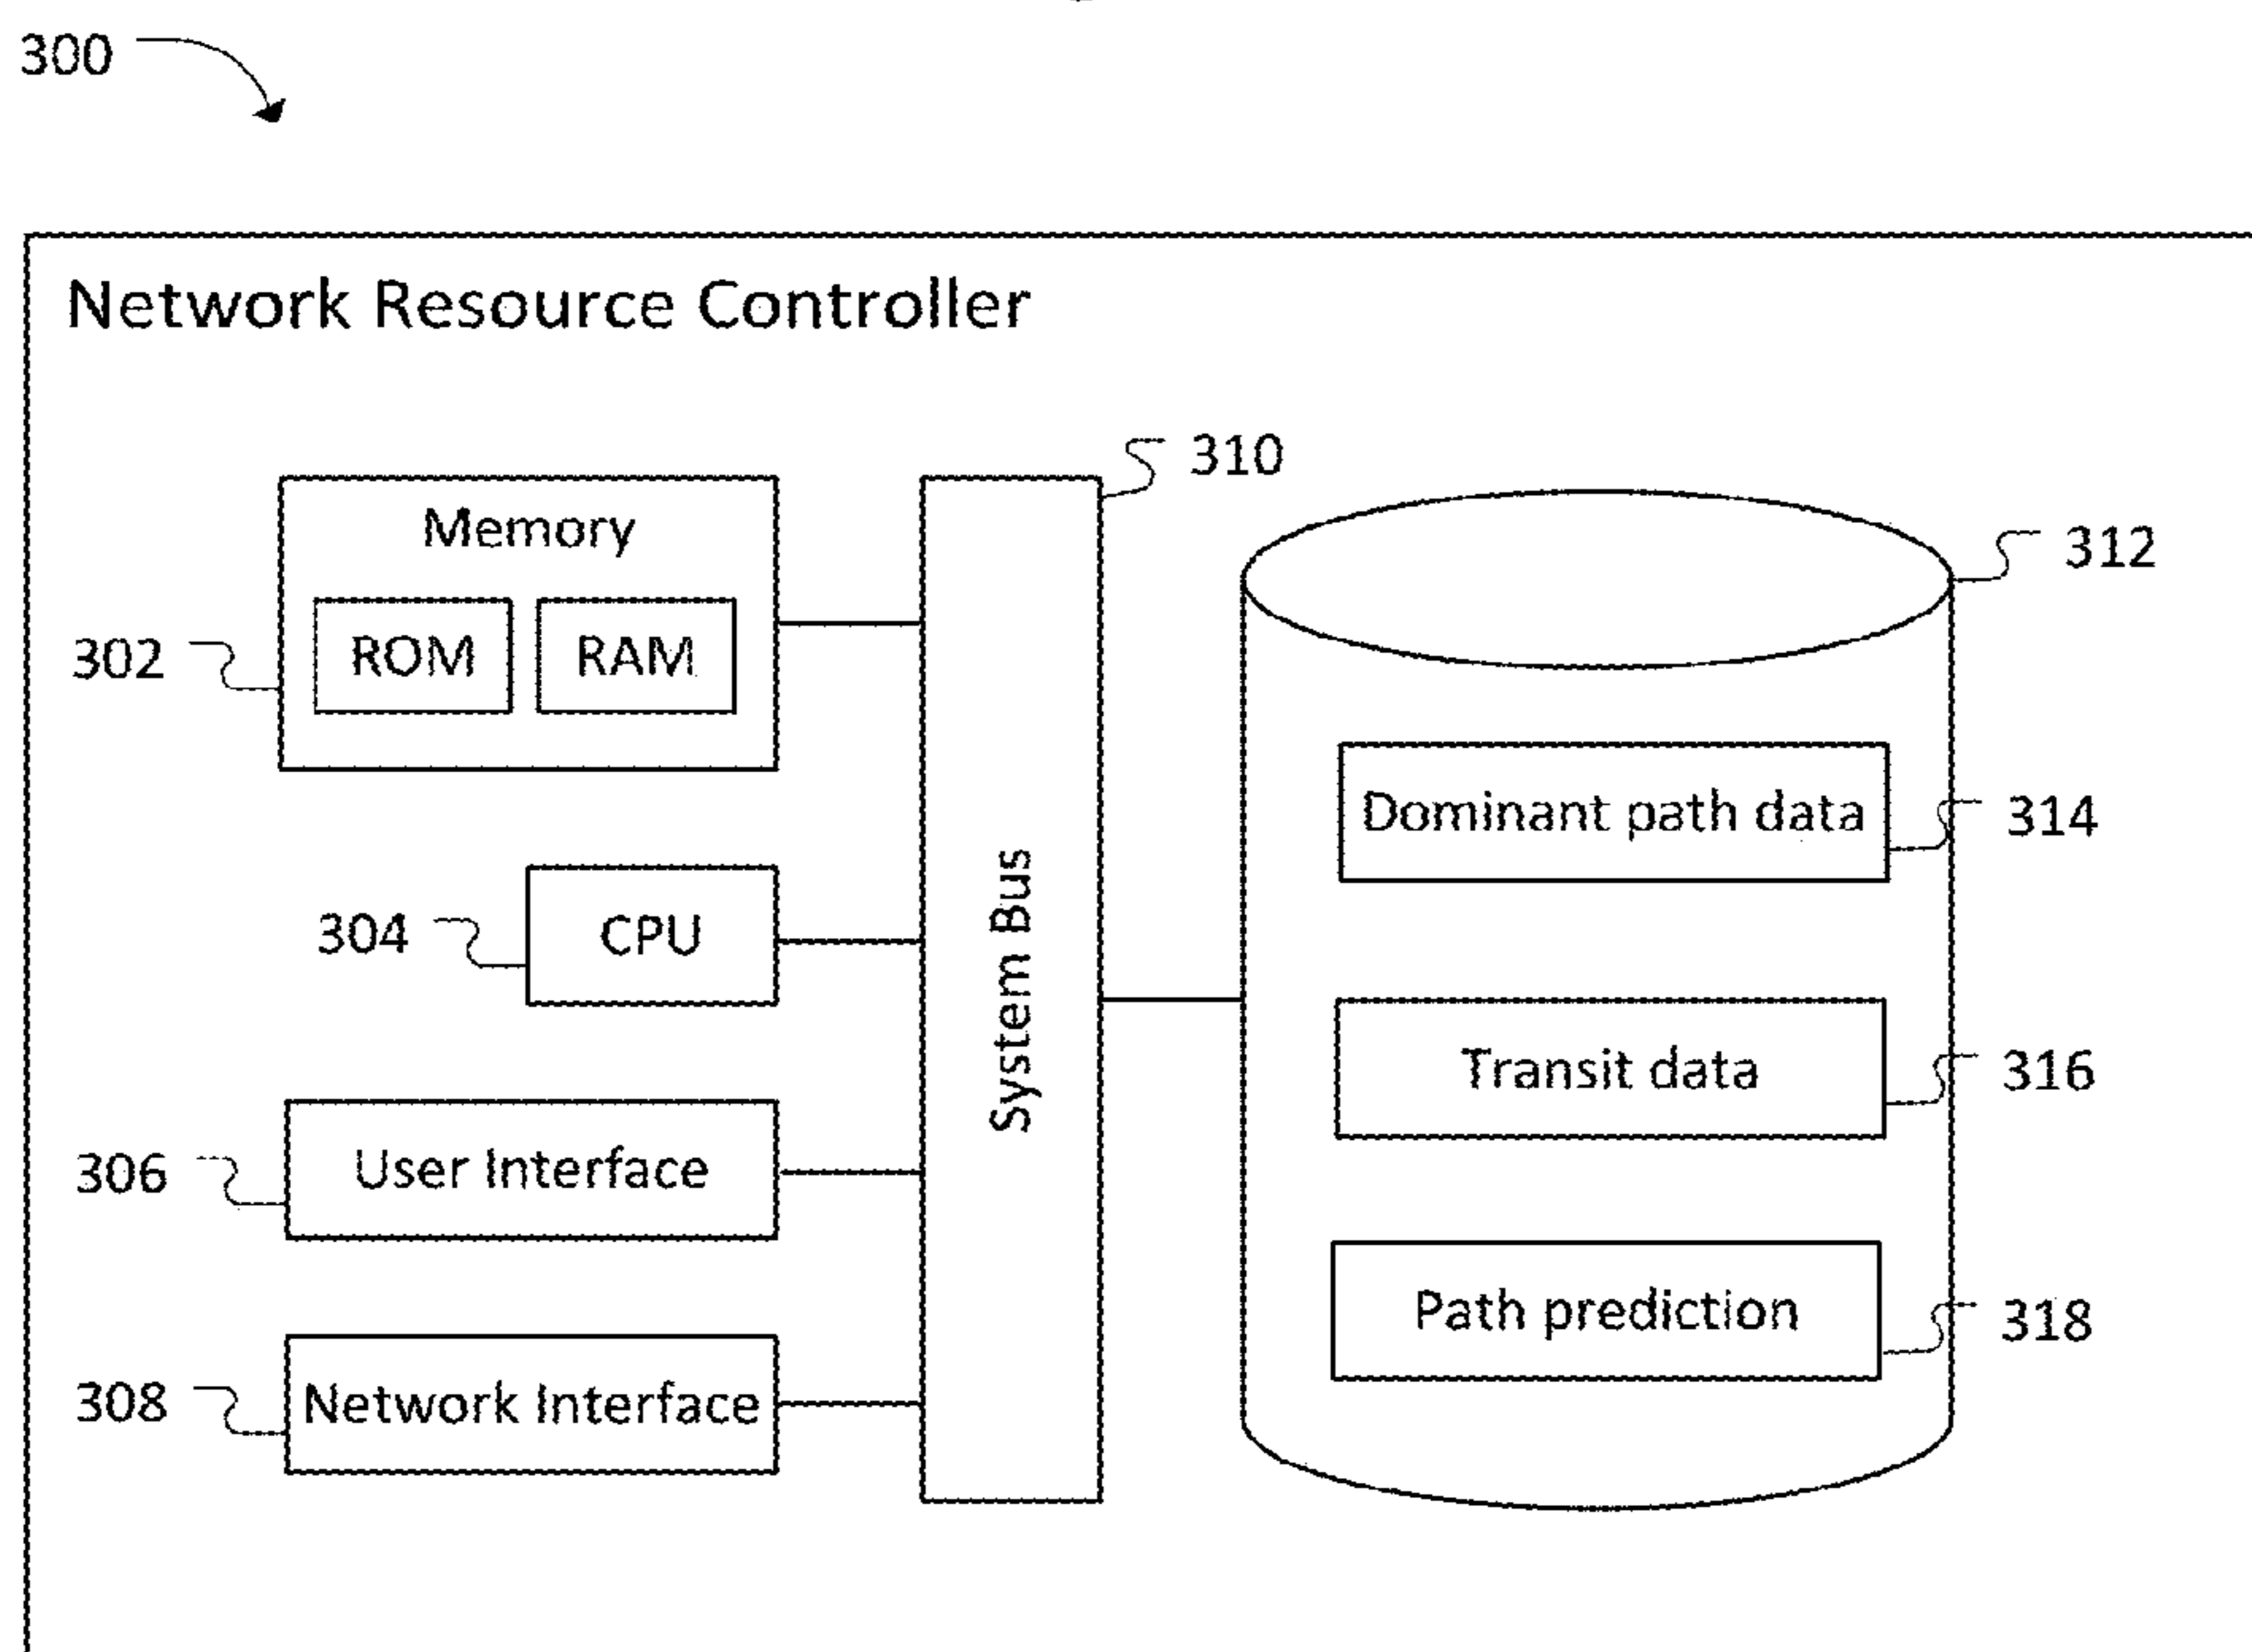 300
Network Resource Controller
310
Memory
312
ROM RAM
302
Dominant path data
314
304
CPU
System Bus
Transit data
316
306
User Interface
Path prediction
318
308
Network Interface